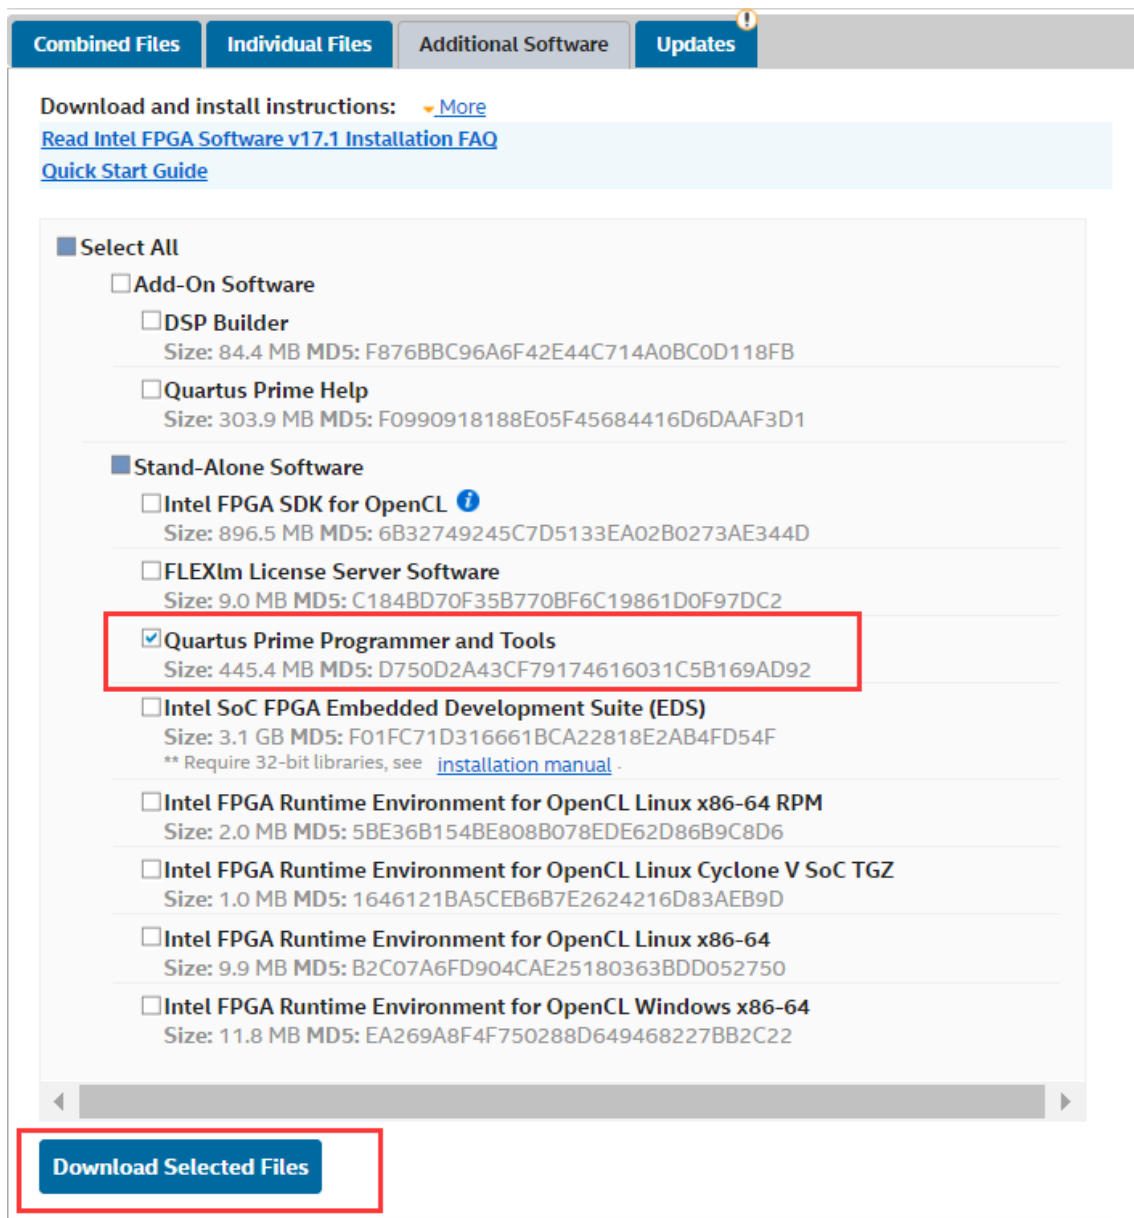 Combined Files Individual Files Additional Software Updates !
Download and install instructions: More
Read Intel FPGA Software v17.1 Installation FAQ
Quick Start Guide
Select All
Add-On Software
DSP Builder
Size: 84.4 MB MD5: F876BBC96A6F42E44C714A0BC0D118FB
Quartus Prime Help
Size: 303.9 MB MD5: F0990918188E05F45684416D6DAAF3D1
Stand-Alone Software
Intel FPGA SDK for OpenCL i
Size: 896.5 MB MD5: 6B32749245C7D5133EA02B0273AE344D
FLEXlm License Server Software
Size: 9.0 MB MD5: C184BD70F35B770BF6C19861D0F97DC2
Quartus Prime Programmer and Tools
Size: 445.4 MB MD5: D750D2A43CF79174616031C5B169AD92
Intel SoC FPGA Embedded Development Suite (EDS)
Size: 3.1 GB MD5: F01FC71D316661BCA22818E2AB4FD54F
** Require 32-bit libraries, see installation manual .
Intel FPGA Runtime Environment for OpenCL Linux x86-64 RPM
Size: 2.0 MB MD5: 5BE36B154BE808B078EDE62D86B9C8D6
Intel FPGA Runtime Environment for OpenCL Linux Cyclone V SoC TGZ
Size: 1.0 MB MD5: 1646121BA5CEB6B7E2624216D83AEB9D
Intel FPGA Runtime Environment for OpenCL Linux x86-64
Size: 9.9 MB MD5: B2C07A6FD904CAE25180363BDD052750
Intel FPGA Runtime Environment for OpenCL Windows x86-64
Size: 11.8 MB MD5: EA269A8F4F750288D649468227BB2C22
Download Selected Files